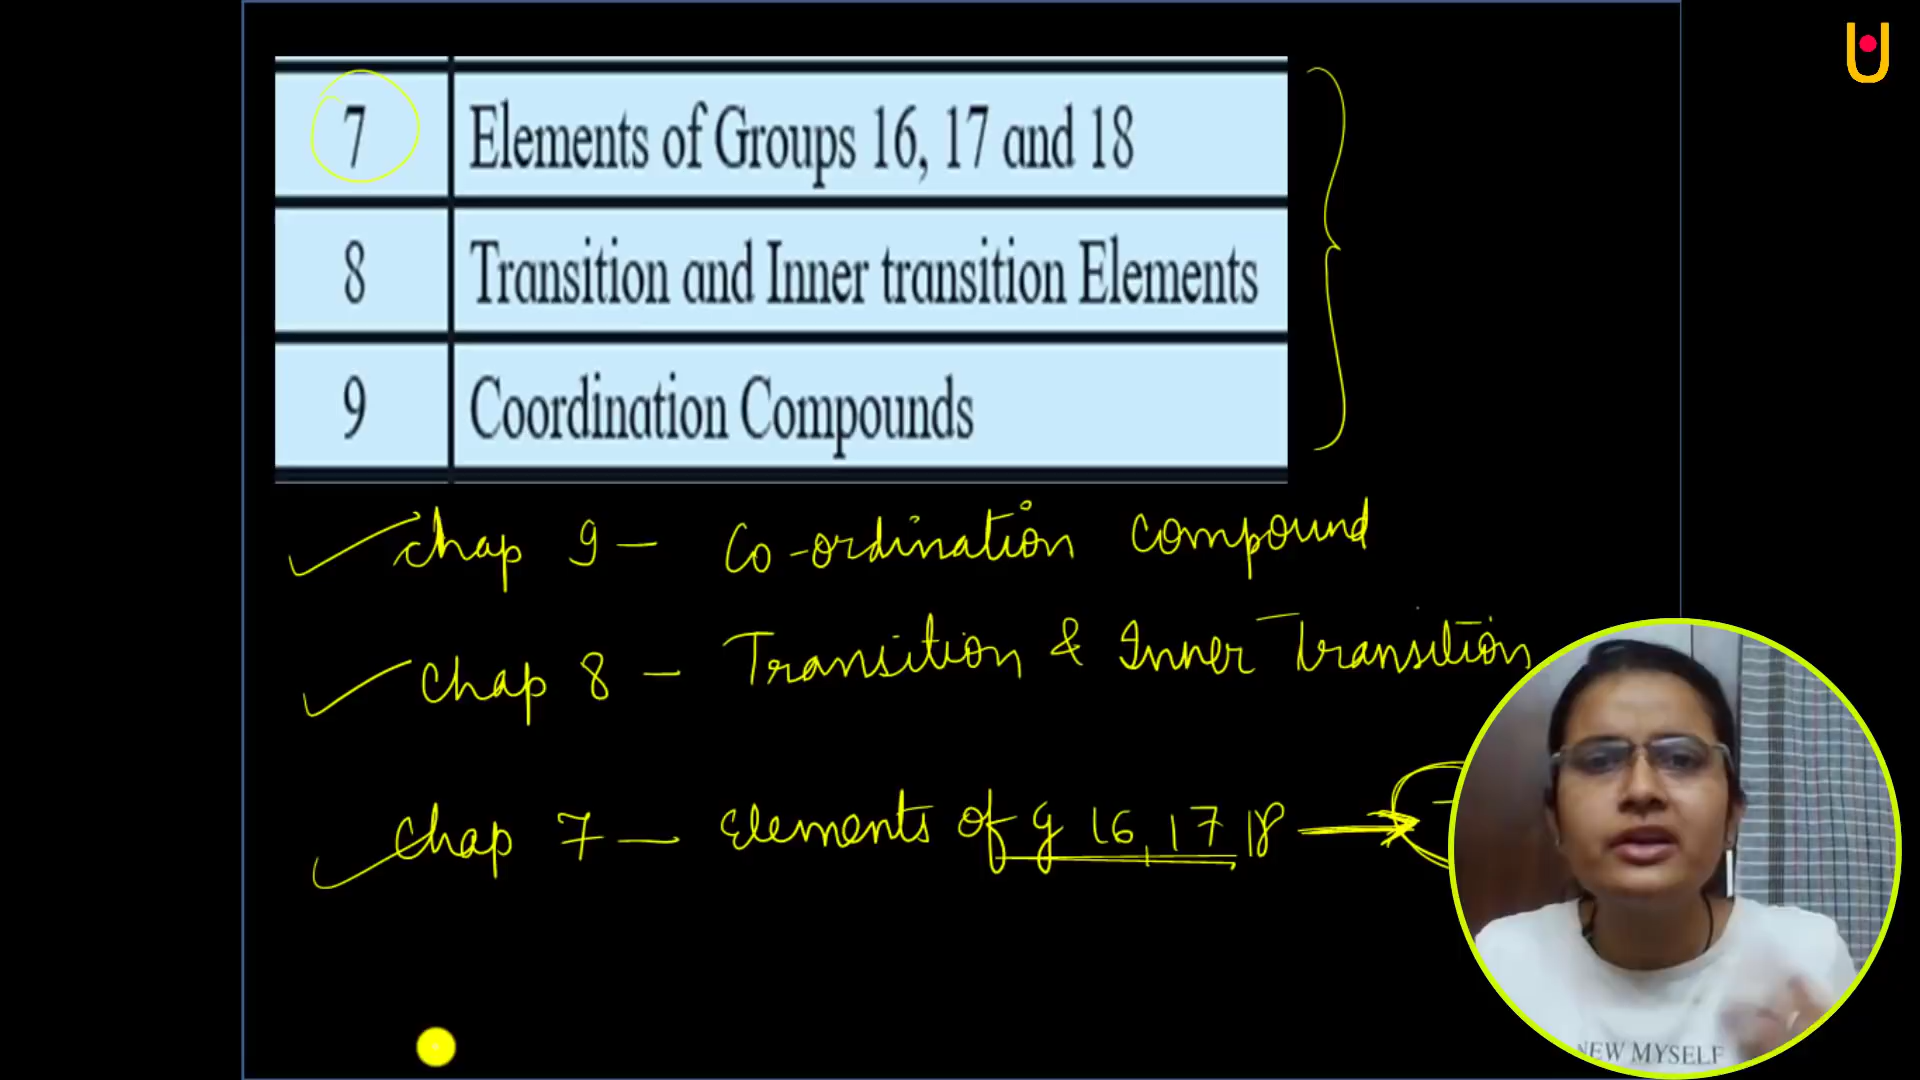 7 Elements of Groups 16, 17 and 18
8 Transition and Inner transition Elements
9 Coordination Compounds
Chap 9 – Co-ordination Compound
Chap 8 – Transition & Inner Transition
Chap 7 – Elements of g 16, 17, 18
NEW MYSELF